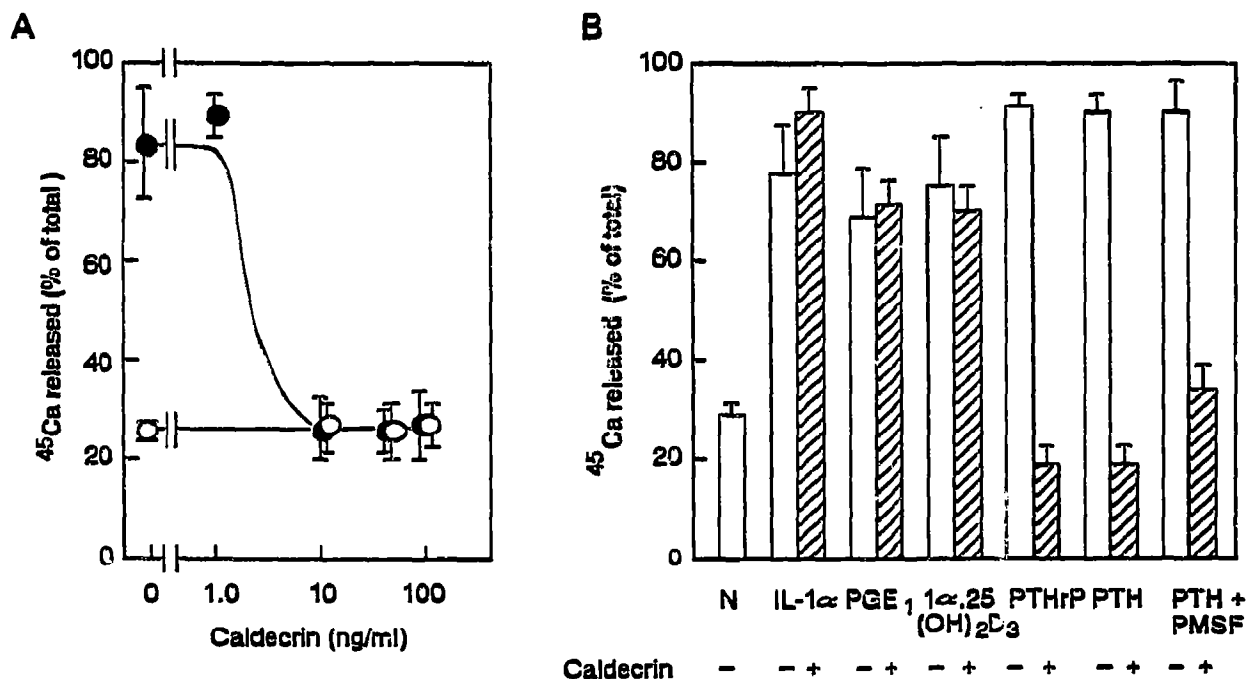 A
100
80
60
40
20
0
45Ca released (% of total)
0 1.0 10 100
Caldecrin (ng/ml)
B
100
80
60
40
20
0
45Ca released (% of total)
N IL-1α PGE1 1α.25 PTHrP PTH PTH +
(OH)2D3 PMSF
Caldecrin - - + - + - + - + - + - +